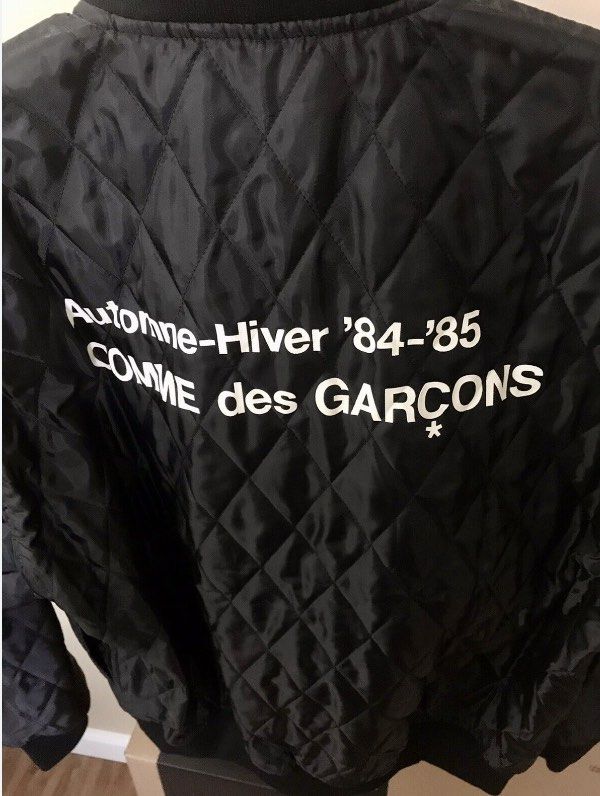 Automne-Hiver '84-'85
COMME des GARÇONS
*